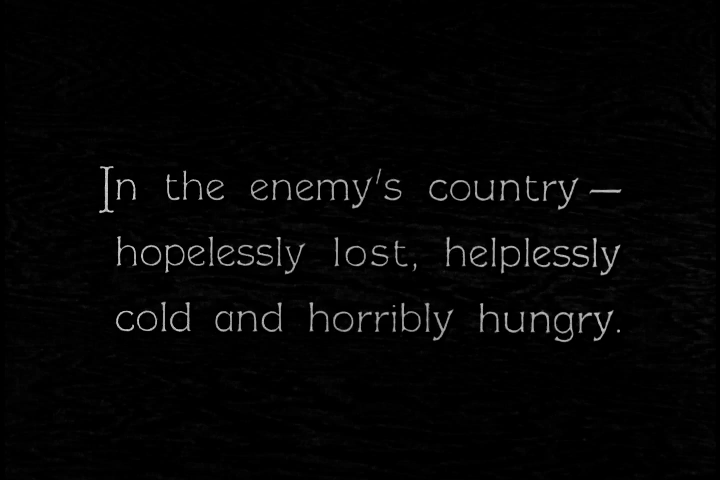 In the enemy's country —
hopelessly lost, helplessly
cold and horribly hungry.